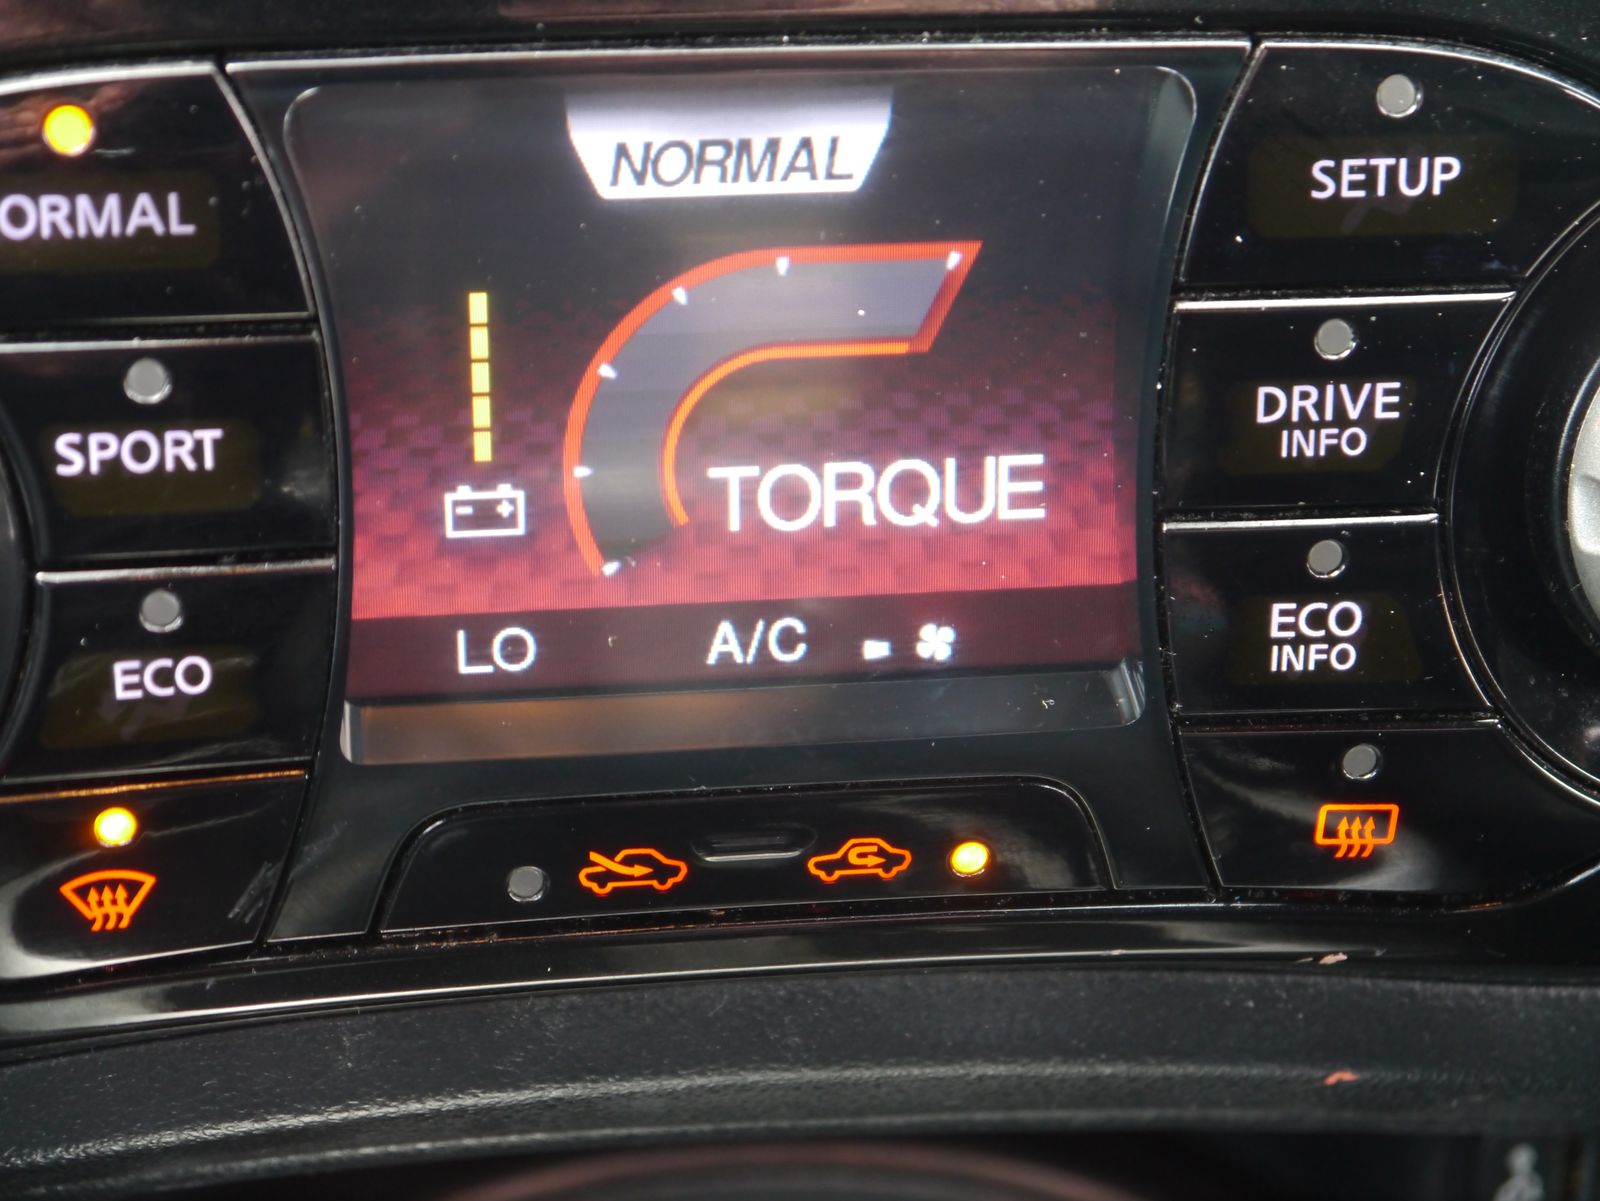 NORMAL
ORMAL
SETUP
SPORT
DRIVE
INFO
TORQUE
ECO
ECO
INFO
LO A/C